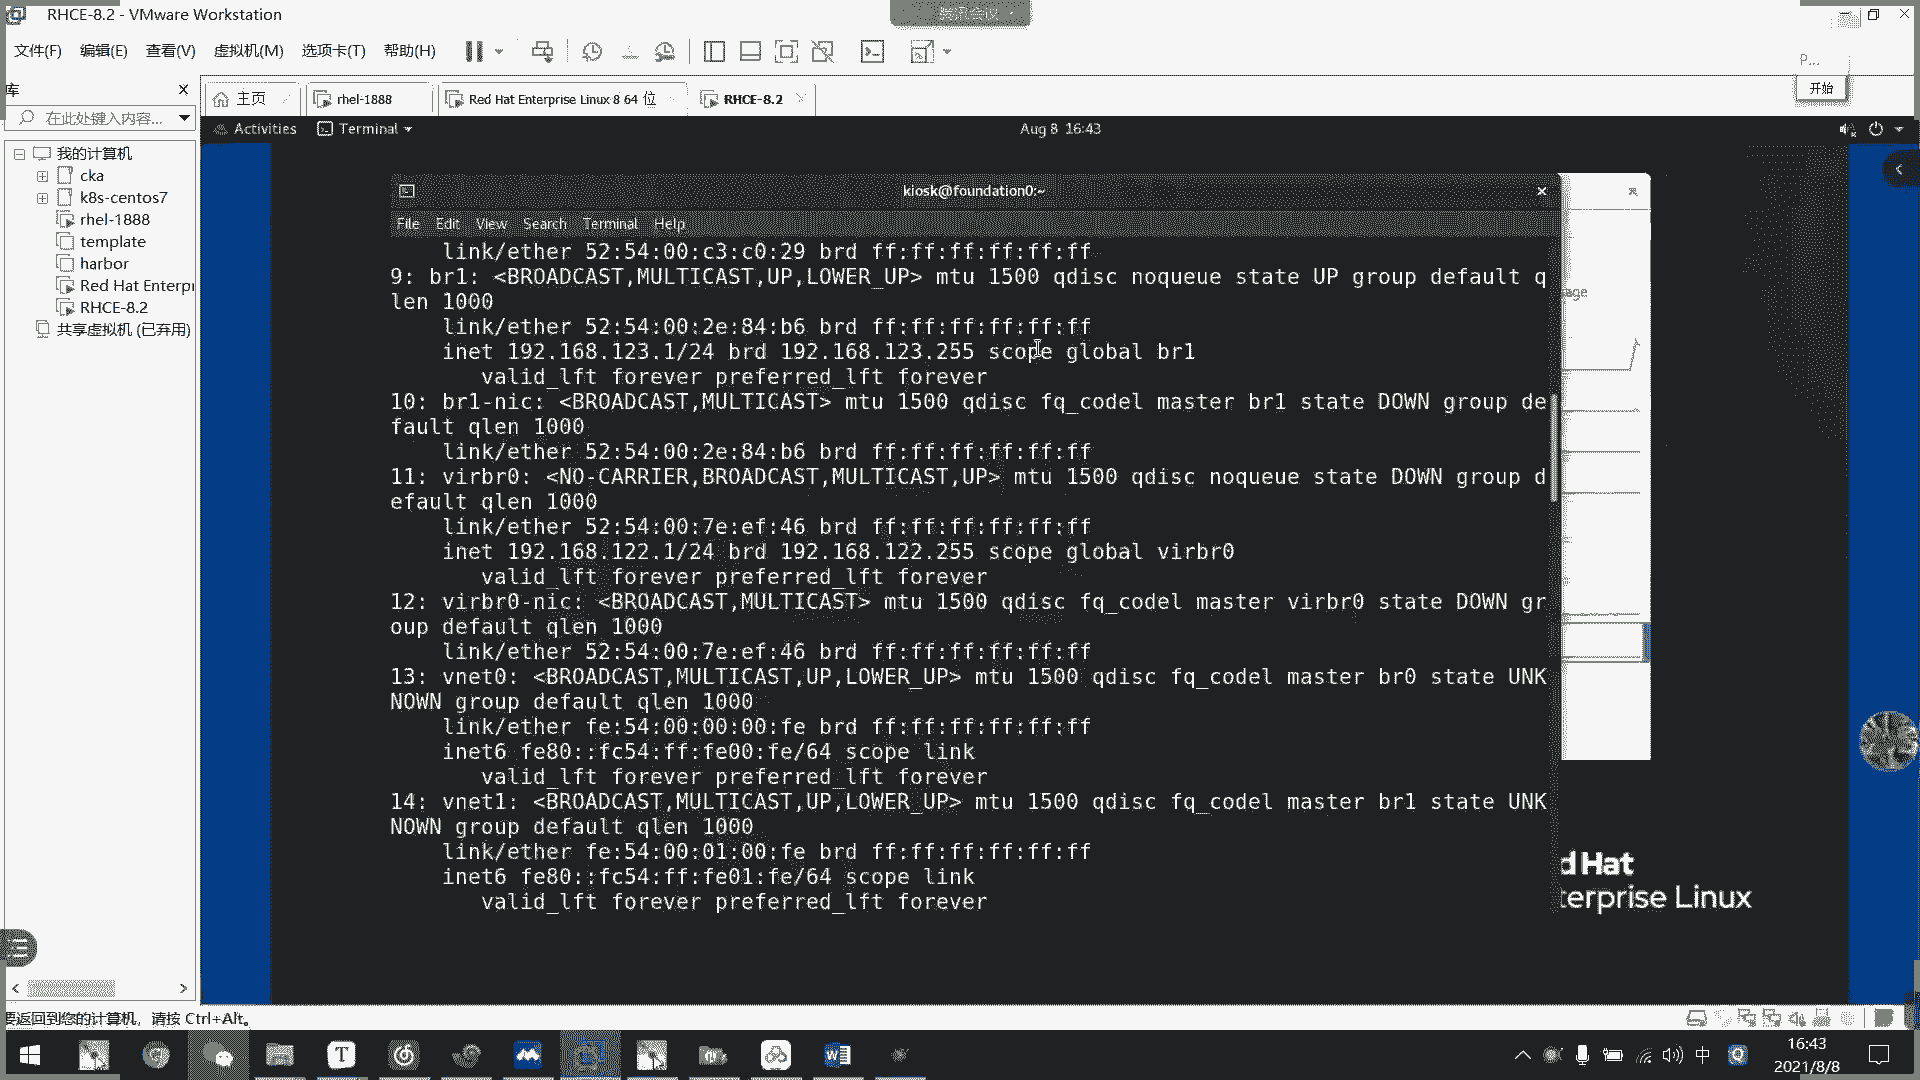 RHCE-8.2 - VMware Workstation
腾讯会议
文件(F) 编辑(E) 查看(V) 虚拟机(M) 选项卡(T) 帮助(H)
P...
开始
库
在此处键入内容...
主页 rhel-1888 Red Hat Enterprise Linux 8 64 位 RHCE-8.2
我的计算机
cka
k8s-centos7
rhel-1888
template
harbor
Red Hat Enterpri
RHCE-8.2
共享虚拟机 (已弃用)
Activities Terminal Aug 8 16:43
kiosk@foundation0:~
File Edit View Search Terminal Help
link/ether 52:54:00:c3:c0:29 brd ff:ff:ff:ff:ff:ff
9: br1: <BROADCAST,MULTICAST,UP,LOWER_UP> mtu 1500 qdisc noqueue state UP group default q
len 1000
link/ether 52:54:00:2e:84:b6 brd ff:ff:ff:ff:ff:ff
inet 192.168.123.1/24 brd 192.168.123.255 scope global br1
valid_lft forever preferred_lft forever
10: br1-nic: <BROADCAST,MULTICAST> mtu 1500 qdisc fq_codel master br1 state DOWN group de
fault qlen 1000
link/ether 52:54:00:2e:84:b6 brd ff:ff:ff:ff:ff:ff
11: virbr0: <NO-CARRIER,BROADCAST,MULTICAST,UP> mtu 1500 qdisc noqueue state DOWN group d
efault qlen 1000
link/ether 52:54:00:7e:ef:46 brd ff:ff:ff:ff:ff:ff
inet 192.168.122.1/24 brd 192.168.122.255 scope global virbr0
valid_lft forever preferred_lft forever
12: virbr0-nic: <BROADCAST,MULTICAST> mtu 1500 qdisc fq_codel master virbr0 state DOWN gr
oup default qlen 1000
link/ether 52:54:00:7e:ef:46 brd ff:ff:ff:ff:ff:ff
13: vnet0: <BROADCAST,MULTICAST,UP,LOWER_UP> mtu 1500 qdisc fq_codel master br0 state UNK
NOWN group default qlen 1000
link/ether fe:54:00:00:00:fe brd ff:ff:ff:ff:ff:ff
inet6 fe80::fc54:ff:fe00:fe/64 scope link
valid_lft forever preferred_lft forever
14: vnet1: <BROADCAST,MULTICAST,UP,LOWER_UP> mtu 1500 qdisc fq_codel master br1 state UNK
NOWN group default qlen 1000
link/ether fe:54:00:01:00:fe brd ff:ff:ff:ff:ff:ff
inet6 fe80::fc54:ff:fe01:fe/64 scope link
valid_lft forever preferred_lft forever
age
d Hat
terprise Linux
要返回到您的计算机，请按 Ctrl+Alt。
中
16:43
2021/8/8